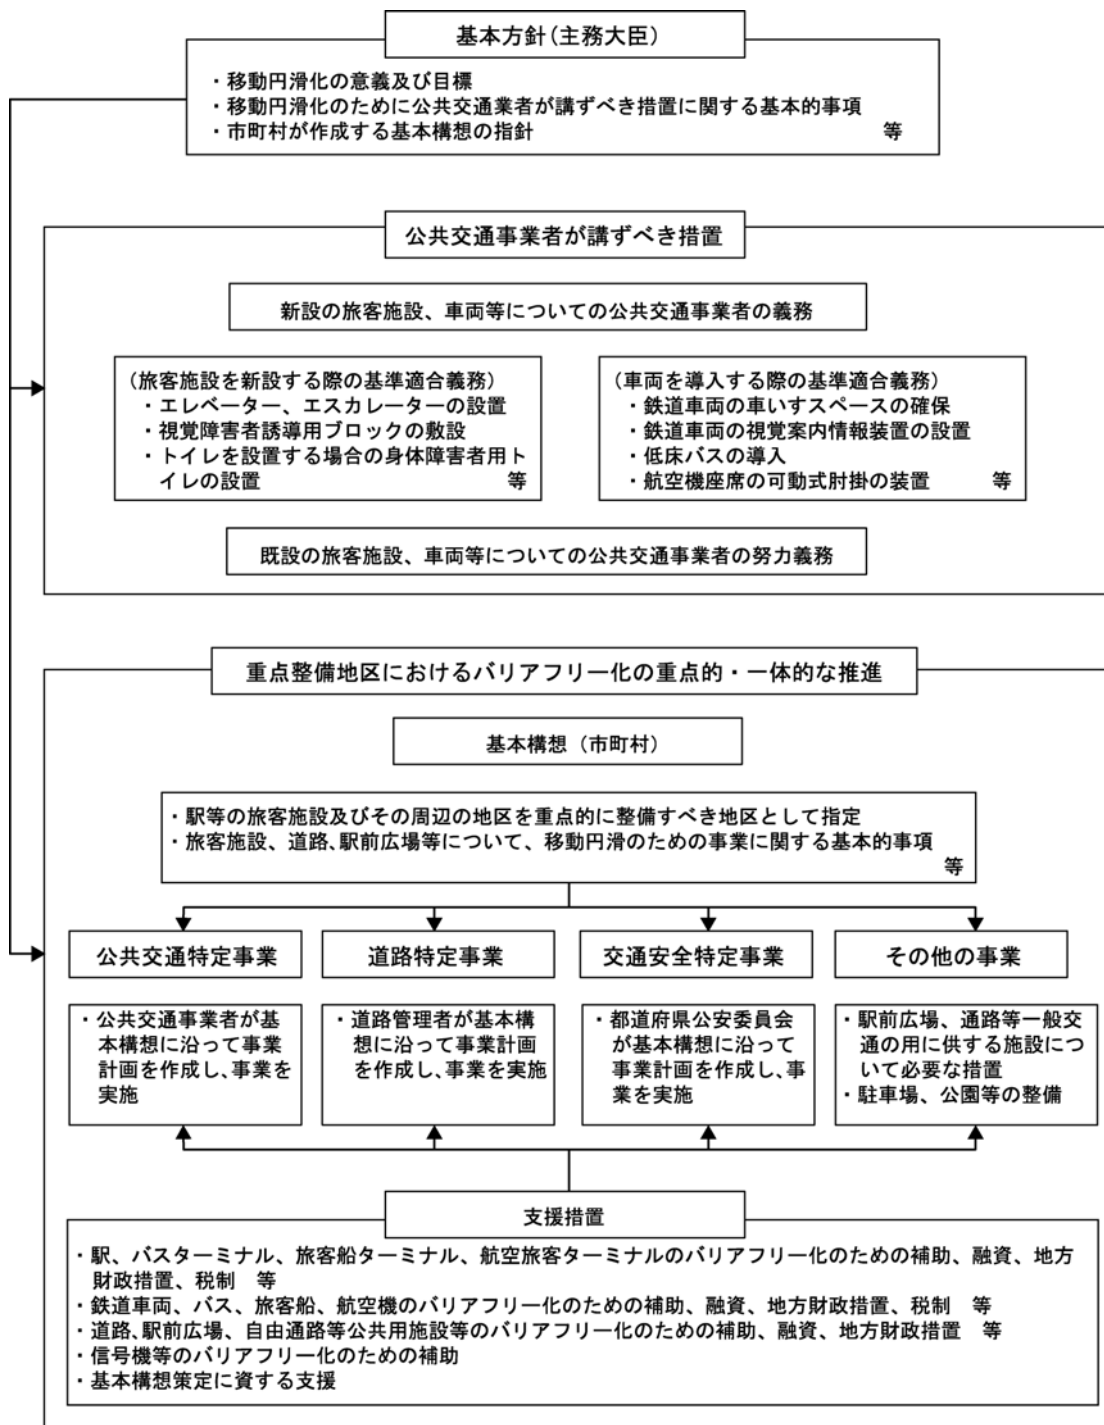 基本方針(主務大臣)
・移動円滑化の意義及び目標
・移動円滑化のために公共交通業者が講ずべき措置に関する基本的事項
・市町村が作成する基本構想の指針 等
公共交通事業者が講ずべき措置
新設の旅客施設、車両等についての公共交通事業者の義務
(旅客施設を新設する際の基準適合義務)
・エレベーター、エスカレーターの設置
・視覚障害者誘導用ブロックの敷設
・トイレを設置する場合の身体障害者用ト
イレの設置 等
(車両を導入する際の基準適合義務)
・鉄道車両の車いすスペースの確保
・鉄道車両の視覚案内情報装置の設置
・低床バスの導入
・航空機座席の可動式肘掛の装置 等
既設の旅客施設、車両等についての公共交通事業者の努力義務
重点整備地区におけるバリアフリー化の重点的・一体的な推進
基本構想(市町村)
・駅等の旅客施設及びその周辺の地区を重点的に整備すべき地区として指定
・旅客施設、道路、駅前広場等について、移動円滑のための事業に関する基本的事項
等
公共交通特定事業
・公共交通事業者が基
本構想に沿って事業
計画を作成し、事業を
実施
道路特定事業
・道路管理者が基本構
想に沿って事業計画
を作成し、事業を実施
交通安全特定事業
・都道府県公安委員会
が基本構想に沿って
事業計画を作成し、事
業を実施
その他の事業
・駅前広場、通路等一般交
通の用に供する施設につ
いて必要な措置
・駐車場、公園等の整備
支援措置
・駅、バスターミナル、旅客船ターミナル、航空旅客ターミナルのバリアフリー化のための補助、融資、地方
財政措置、税制 等
・鉄道車両、バス、旅客船、航空機のバリアフリー化のための補助、融資、地方財政措置、税制 等
・道路、駅前広場、自由通路等公共用施設等のバリアフリー化のための補助、融資、地方財政措置 等
・信号機等のバリアフリー化のための補助
・基本構想策定に資する支援